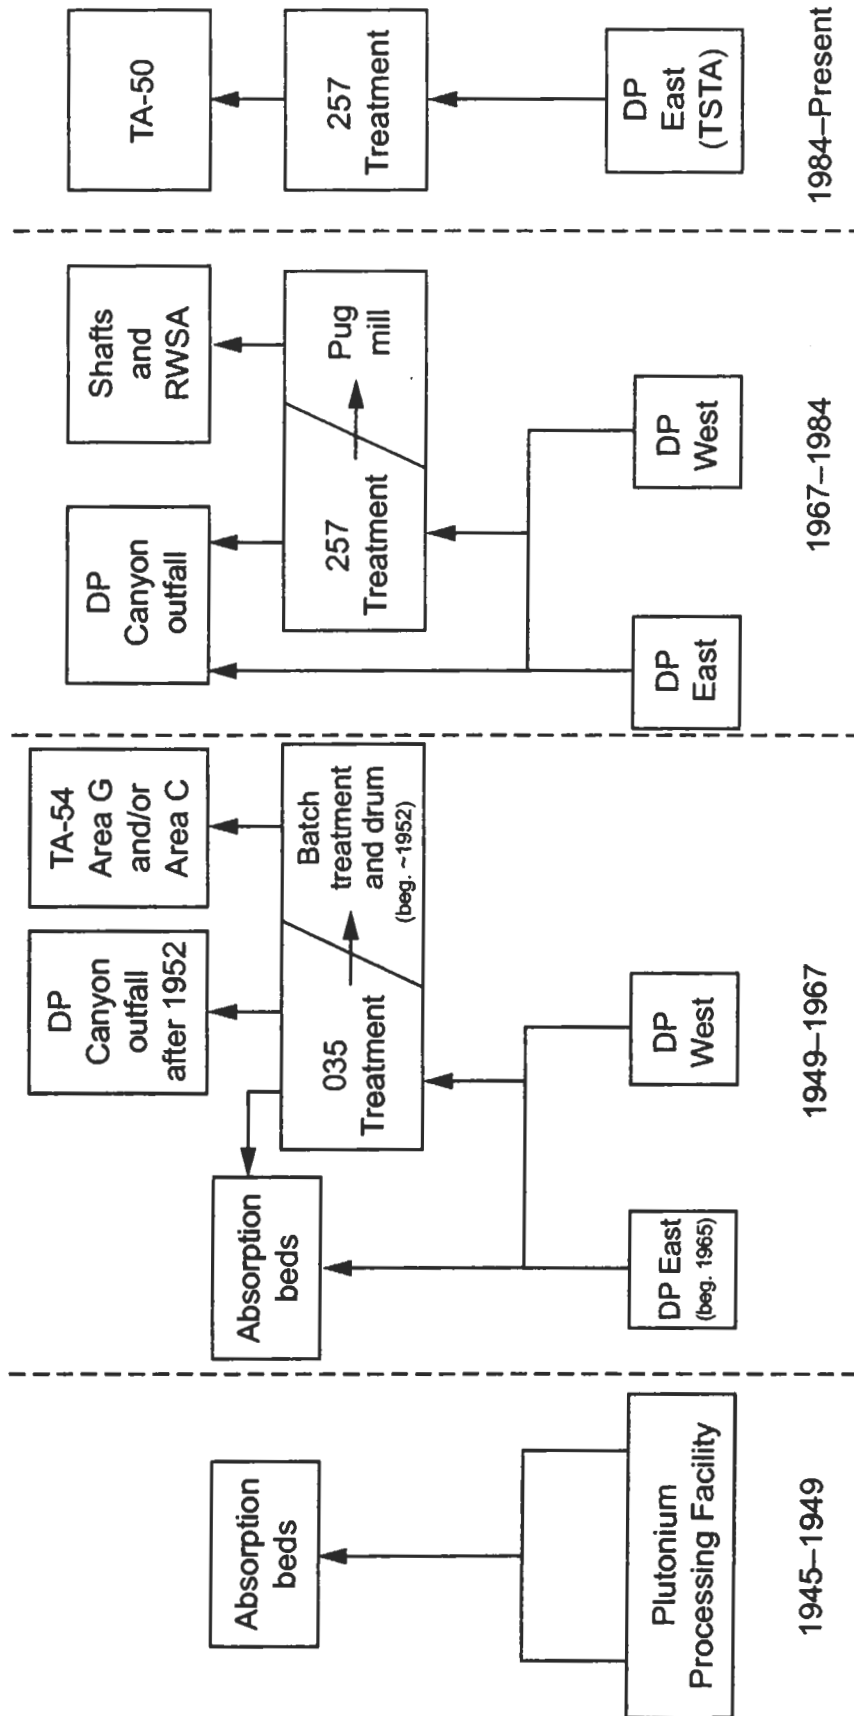 Absorption
beds
Plutonium
Processing Facility
1945–1949
TA-54
Area G
and/or
Area C
DP
Canyon
outfall
after 1952
Absorption
beds
035
Treatment
Batch
treatment
and drum
(beg. ~1952)
DP East
(beg. 1965)
DP
West
1949–1967
DP
Canyon
outfall
Shafts
and
RWSA
257
Treatment
Pug
mill
DP
East
DP
West
1967–1984
TA-50
257
Treatment
DP
East
(TSTA)
1984–Present